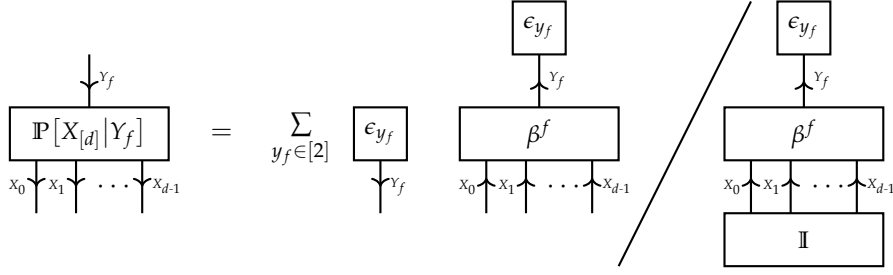 ϵ_{y_f} ϵ_{y_f}
Y_f Y_f Y_f
ℙ[X_{[d]}|Y_f] = ∑_{y_f∈[2]} ϵ_{y_f} β^f β^f
X_0 X_1 ··· X_{d-1} Y_f X_0 X_1 ··· X_{d-1} X_0 X_1 ··· X_{d-1}
𝕀